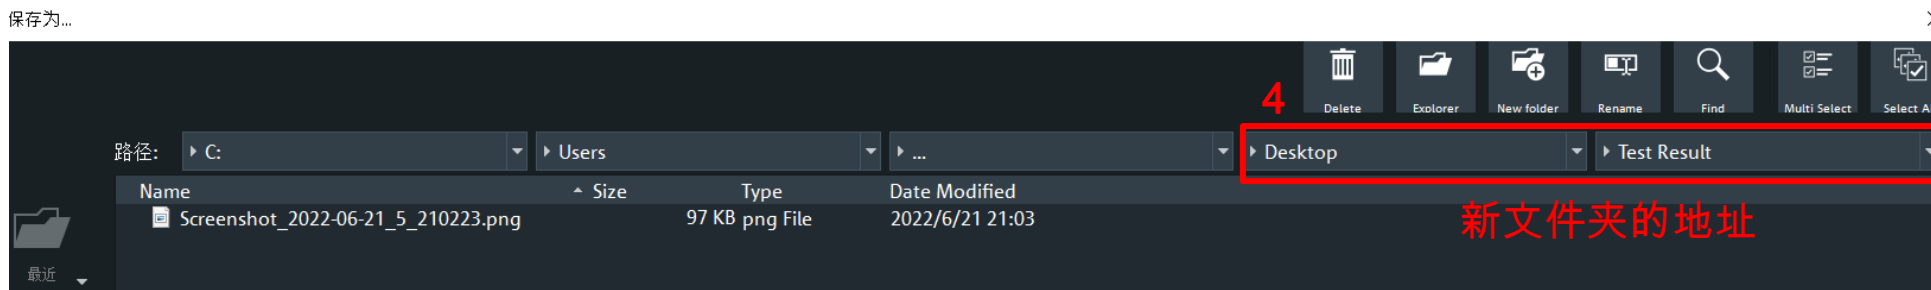 保存为...
4
Delete Explorer New folder Rename Find Multi Select Select A
路径: C: Users ... Desktop Test Result
Name Size Type Date Modified
Screenshot_2022-06-21_5_210223.png 97 KB png File 2022/6/21 21:03
新文件夹的地址
最近